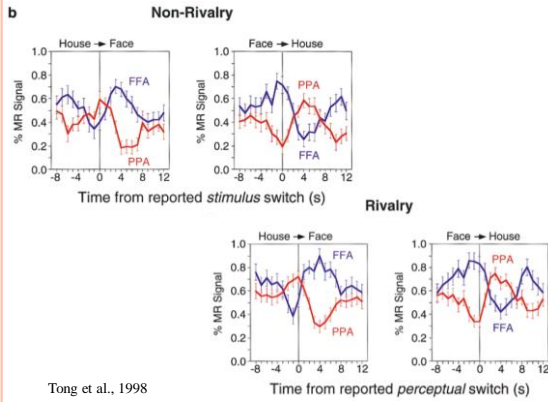 b
Non-Rivalry
House → Face
Face → House
% MR Signal
1.0
0.8
0.6
0.4
0.2
0.0
FFA
PPA
-8 -4 0 4 8 12
% MR Signal
1.0
0.8
0.6
0.4
0.2
0.0
PPA
FFA
-8 -4 0 4 8 12
Time from reported stimulus switch (s)
Rivalry
House → Face
Face → House
% MR Signal
1.0
0.8
0.6
0.4
0.2
0.0
FFA
PPA
-8 -4 0 4 8 12
% MR Signal
1.0
0.8
0.6
0.4
0.2
0.0
PPA
FFA
-8 -4 0 4 8 12
Tong et al., 1998
Time from reported perceptual switch (s)